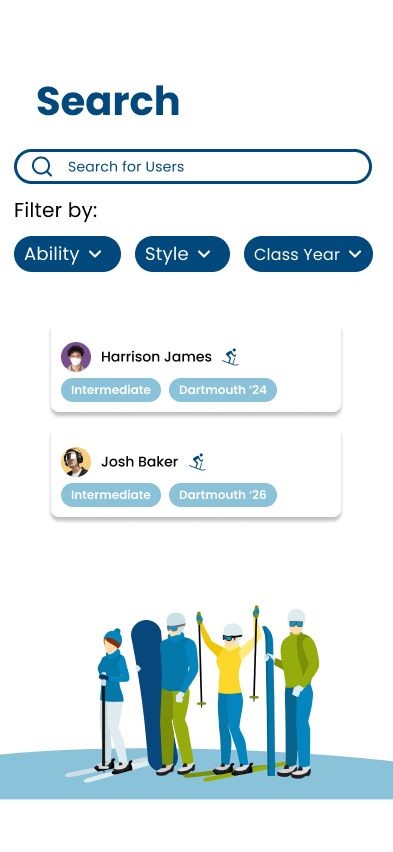 Search
Search for Users
Filter by:
Ability Style Class Year
Harrison James
Intermediate Dartmouth ‘24
Josh Baker
Intermediate Dartmouth ‘26